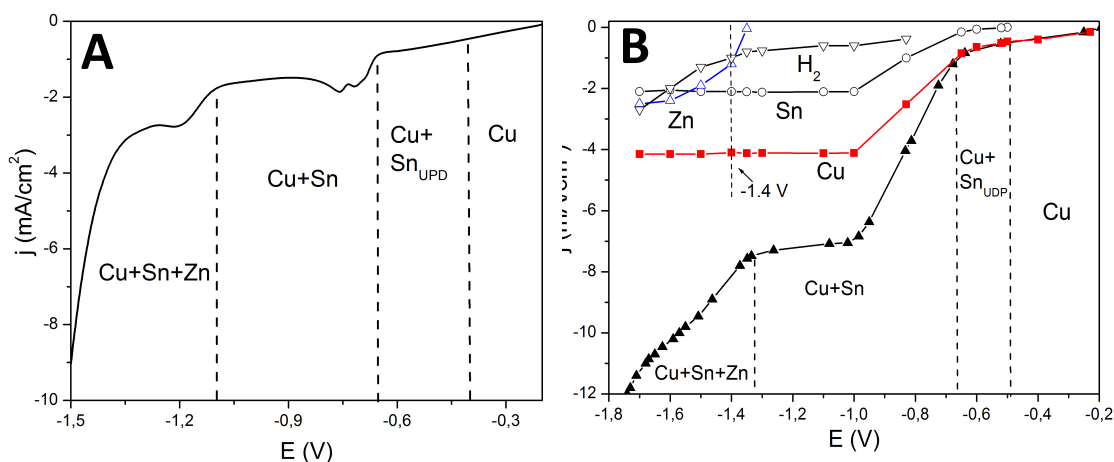 A
j (mA/cm²)
0
-2
-4
-6
-8
-10
Cu+Sn+Zn
Cu+Sn
Cu+
Sn_UPD
Cu
-1,5
-1,2
-0,9
-0,6
-0,3
E (V)
B
0
-2
-4
-6
-8
-10
-12
H₂
Zn
Sn
Cu
-1.4 V
Cu+
Sn_UDP
Cu
Cu+Sn
Cu+Sn+Zn
-1,8
-1,6
-1,4
-1,2
-1,0
-0,8
-0,6
-0,4
-0,2
E (V)